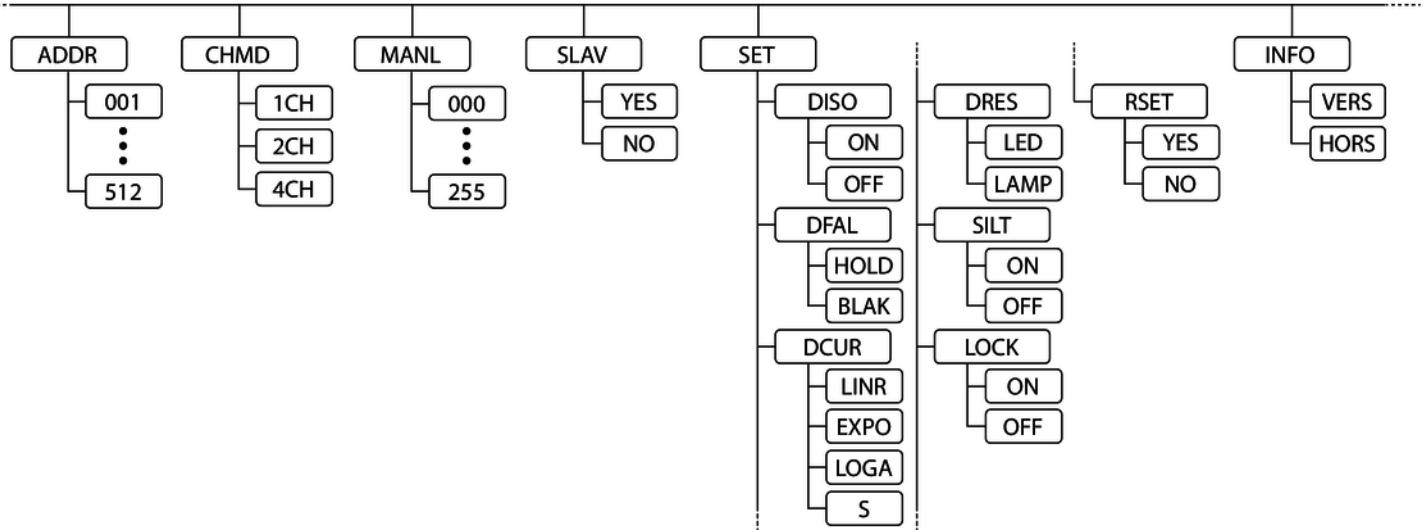 ADDR
001
512
CHMD
1CH
2CH
4CH
MANL
000
255
SLAV
YES
NO
SET
DISO
ON
OFF
DFAL
HOLD
BLAK
DCUR
LINR
EXPO
LOGA
S
DRES
LED
LAMP
SILT
ON
OFF
LOCK
ON
OFF
RSET
YES
NO
INFO
VERS
HORS